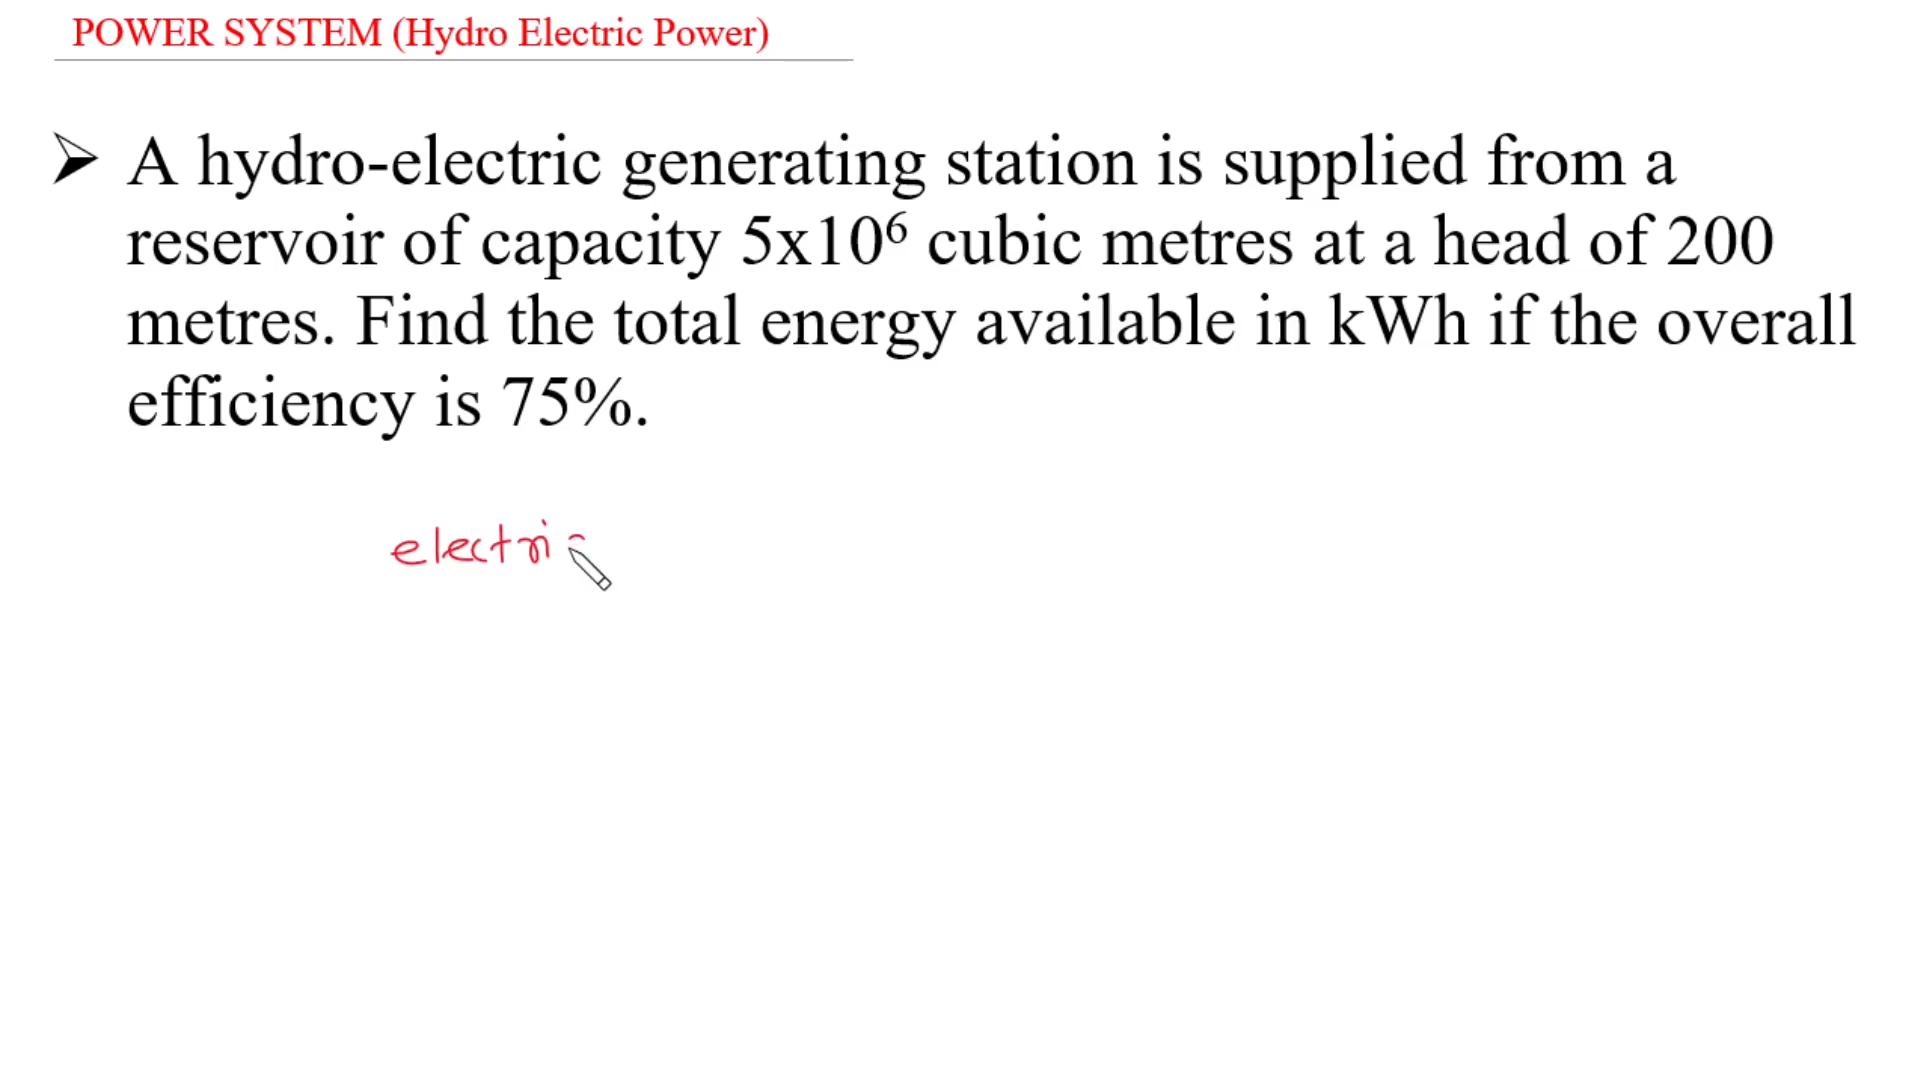 POWER SYSTEM (Hydro Electric Power)
➢ A hydro-electric generating station is supplied from a
reservoir of capacity 5x10⁶ cubic metres at a head of 200
metres. Find the total energy available in kWh if the overall
efficiency is 75%.
electri